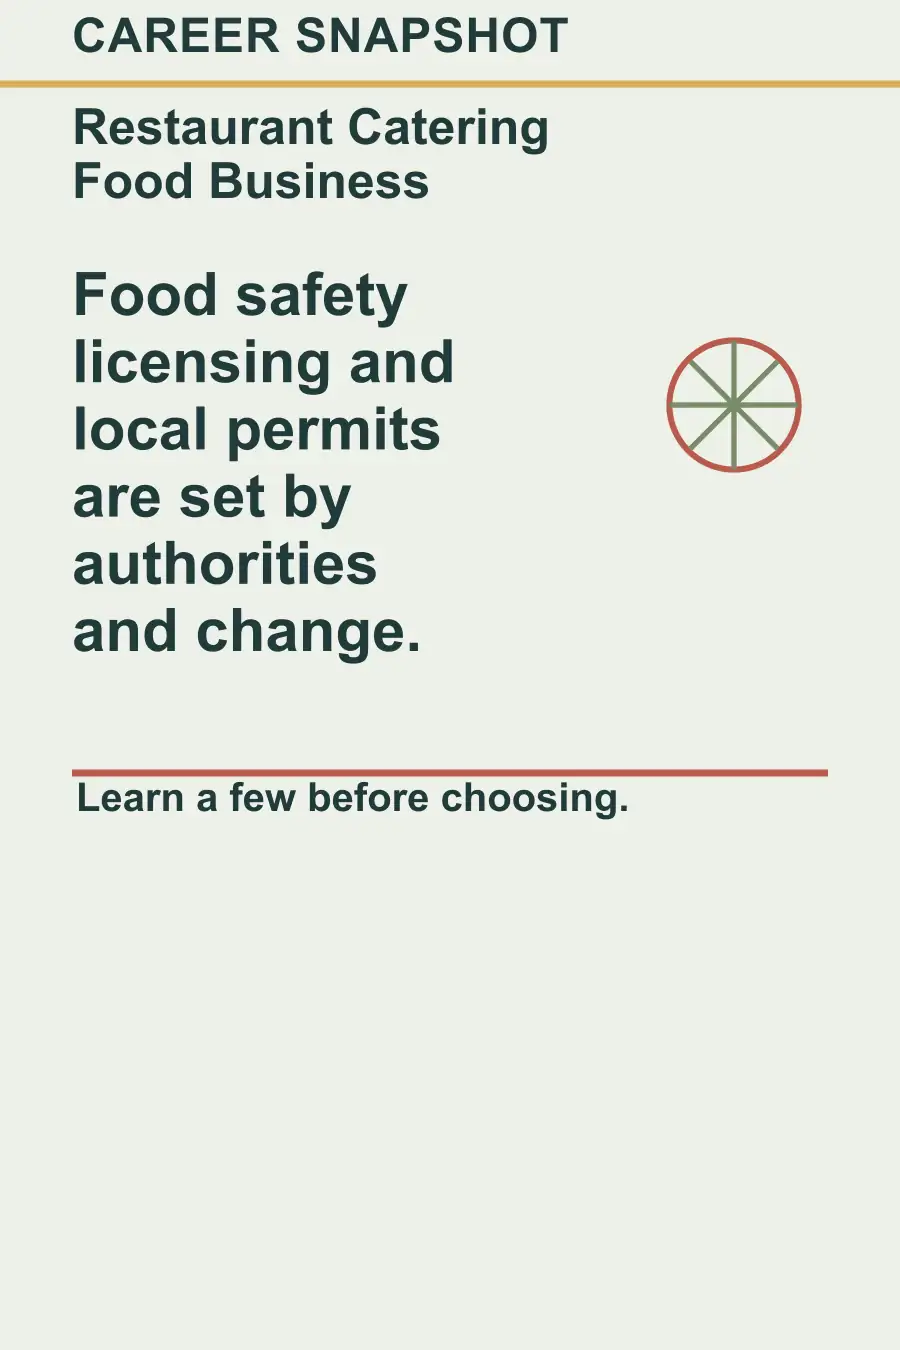 CAREER SNAPSHOT
Restaurant Catering
Food Business
Food safety
licensing and
local permits
are set by
authorities
and change.
Learn a few before choosing.